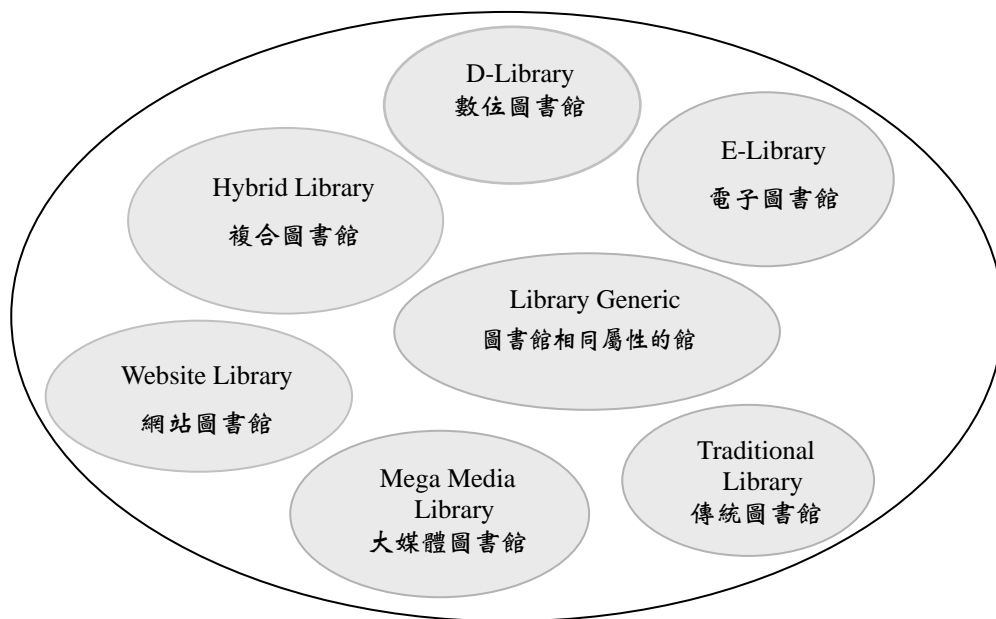 D-Library
數位圖書館
E-Library
電子圖書館
Hybrid Library
複合圖書館
Library Generic
圖書館相同屬性的館
Website Library
網站圖書館
Traditional
Library
傳統圖書館
Mega Media
Library
大媒體圖書館